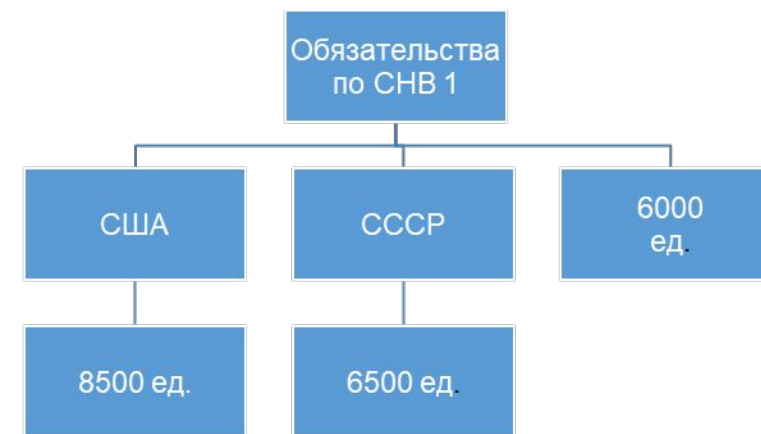 Обязательства
по СНВ 1
США
СССР
6000
ед.
8500 ед.
6500 ед.